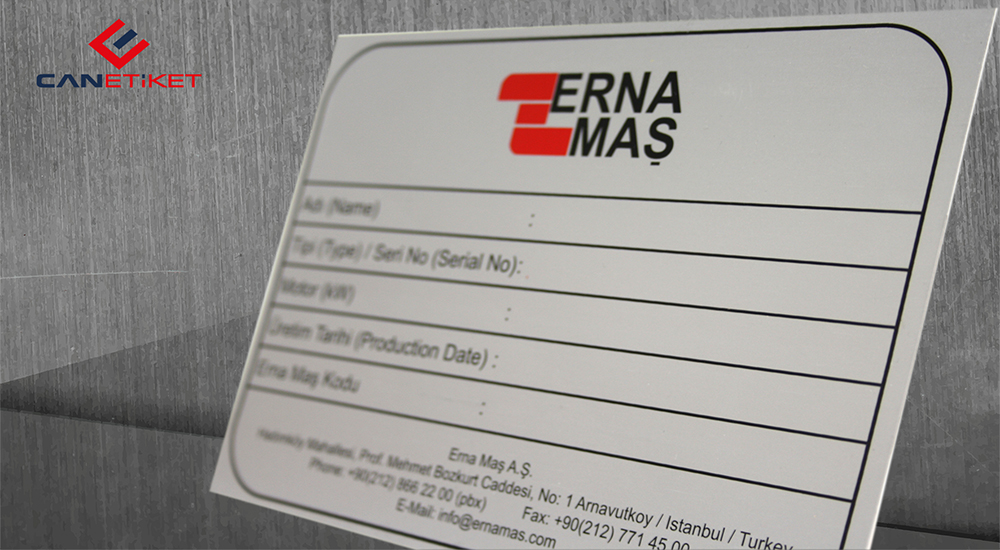 CANETİKET
ERNA
MAŞ
Adı (Name) :
Tipi (Type) / Seri No (Serial No):
Motor (kW) :
Üretim Tarihi (Production Date) :
Erna Maş Kodu :
Erna Maş A.Ş.
Hadımköy Mahallesi, Prof. Mehmet Bozkurt Caddesi, No: 1 Arnavutkoy / Istanbul / Turkey
Phone: +90(212) 866 22 00 (pbx) Fax: +90(212) 771 45 00
E-Mail: info@ernamas.com